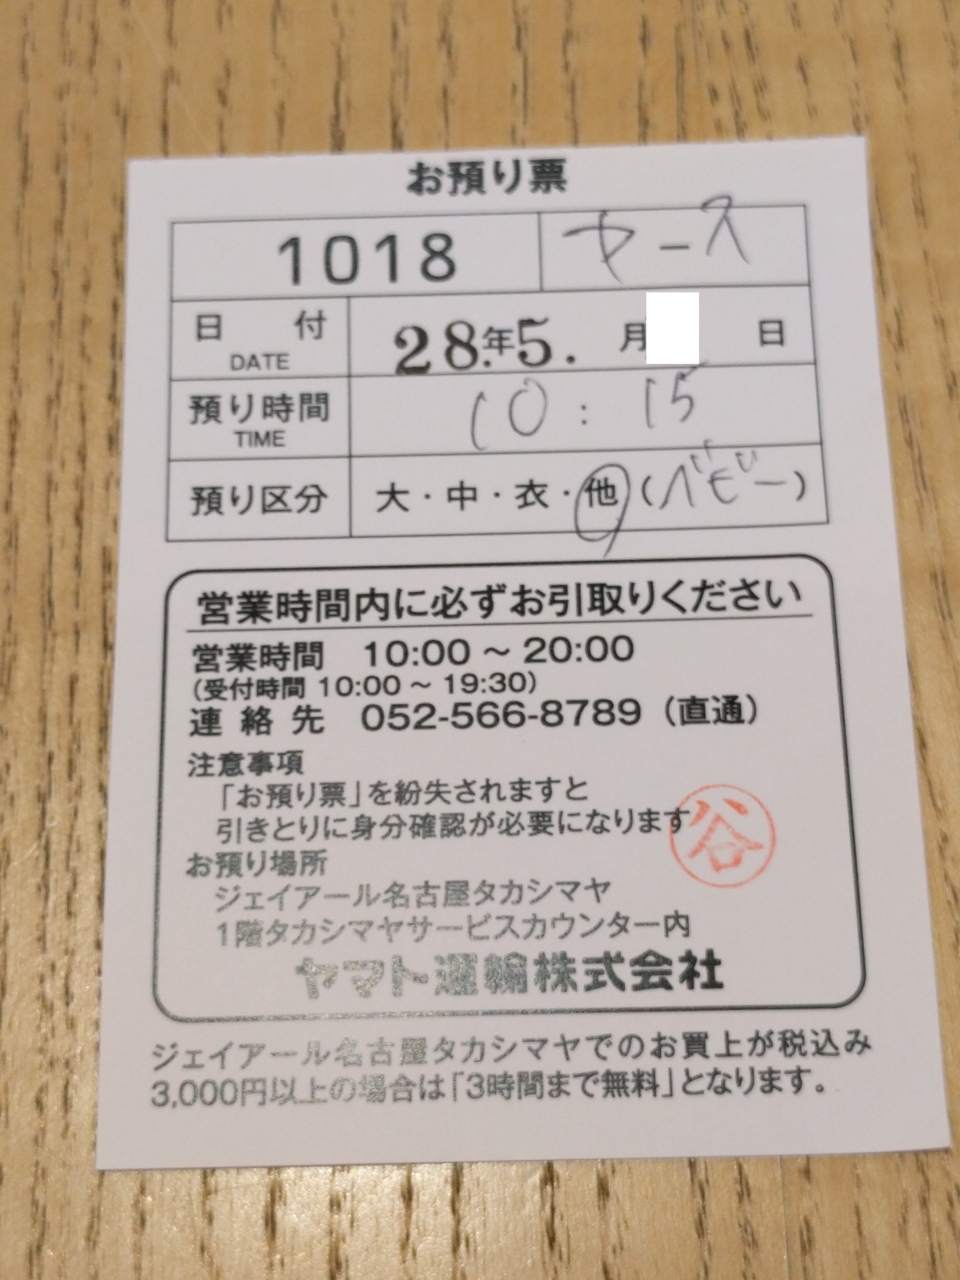 お預り票
1018 ヤース
日付 28.年5. 月 日
DATE
預り時間 10:15
TIME
預り区分 大・中・衣・他(ベビー)
営業時間内に必ずお引取りください
営業時間 10:00～20:00
(受付時間 10:00～19:30)
連絡先 052-566-8789(直通)
注意事項
「お預り票」を紛失されますと
引きとりに身分確認が必要になります
谷
お預り場所
ジェイアール名古屋タカシマヤ
1階タカシマヤサービスカウンター内
ヤマト運輸株式会社
ジェイアール名古屋タカシマヤでのお買上が税込み
3,000円以上の場合は「3時間まで無料」となります。